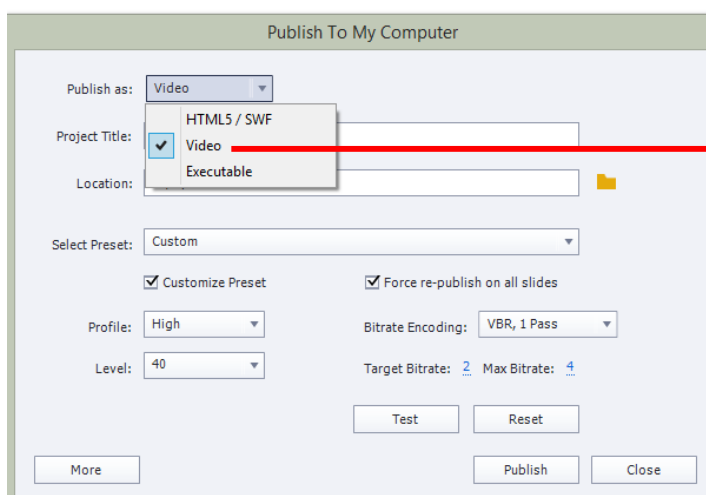 Publish To My Computer
Publish as: Video
HTML5 / SWF
Project Title:
Video
Executable
Location:
Select Preset: Custom
Customize Preset Force re-publish on all slides
Profile: High Bitrate Encoding: VBR, 1 Pass
Level: 40 Target Bitrate: 2 Max Bitrate: 4
Test Reset
More Publish Close